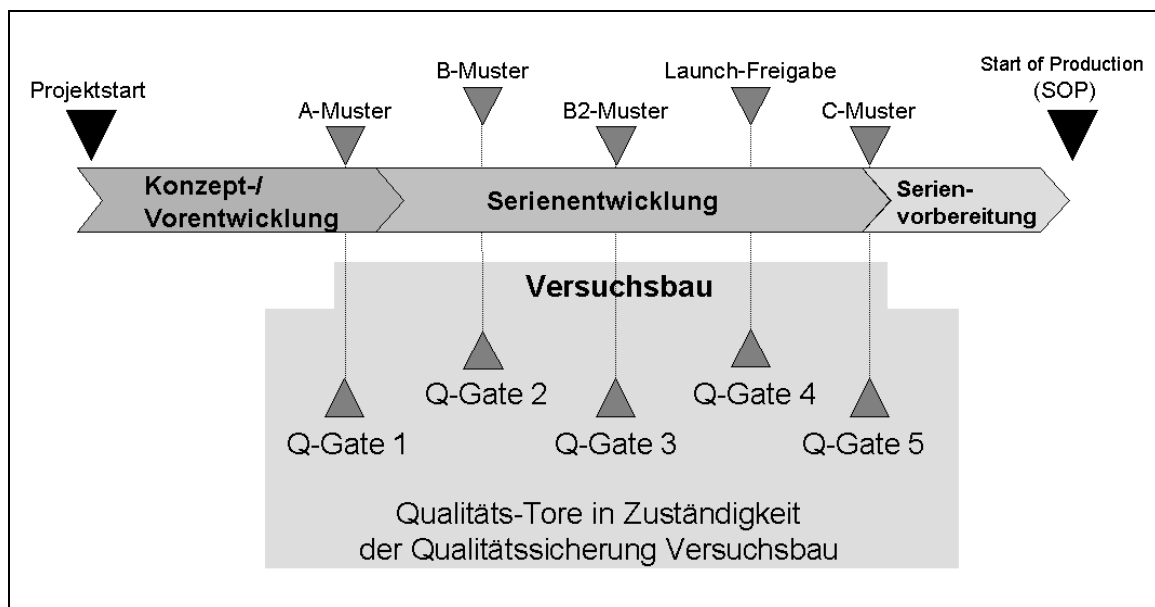 Projektstart
A-Muster
B-Muster
B2-Muster
Launch-Freigabe
C-Muster
Start of Production
(SOP)
Konzept-/
Vorentwicklung
Serienentwicklung
Serien-
vorbereitung
Versuchsbau
Q-Gate 1
Q-Gate 2
Q-Gate 3
Q-Gate 4
Q-Gate 5
Qualitäts-Tore in Zuständigkeit
der Qualitätssicherung Versuchsbau